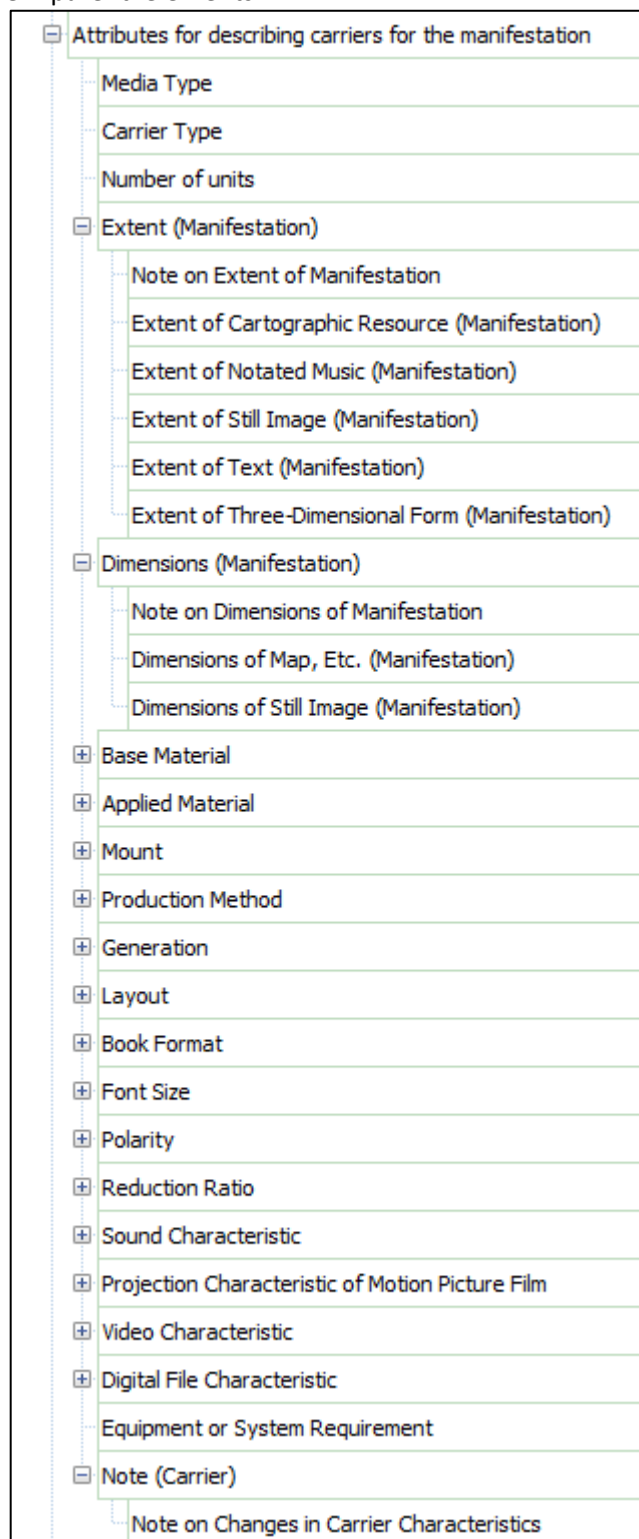 Attributes for describing carriers for the manifestation
Media Type
Carrier Type
Number of units
Extent (Manifestation)
Note on Extent of Manifestation
Extent of Cartographic Resource (Manifestation)
Extent of Notated Music (Manifestation)
Extent of Still Image (Manifestation)
Extent of Text (Manifestation)
Extent of Three-Dimensional Form (Manifestation)
Dimensions (Manifestation)
Note on Dimensions of Manifestation
Dimensions of Map, Etc. (Manifestation)
Dimensions of Still Image (Manifestation)
Base Material
Applied Material
Mount
Production Method
Generation
Layout
Book Format
Font Size
Polarity
Reduction Ratio
Sound Characteristic
Projection Characteristic of Motion Picture Film
Video Characteristic
Digital File Characteristic
Equipment or System Requirement
Note (Carrier)
Note on Changes in Carrier Characteristics